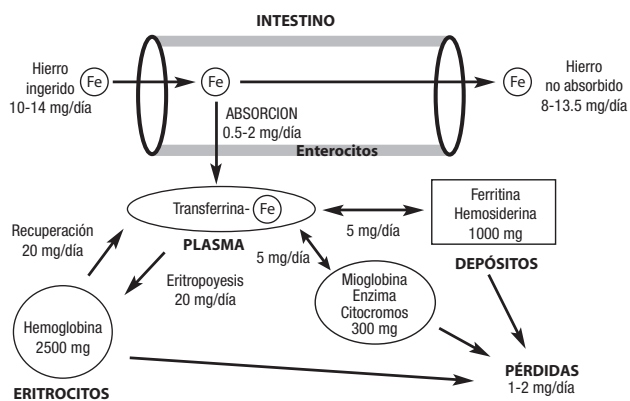 INTESTINO
Hierro
ingerido
10-14 mg/día
Fe
Fe
Fe
Hierro
no absorbido
8-13.5 mg/día
ABSORCION
0.5-2 mg/día
Enterocitos
Transferrina- Fe
PLASMA
Ferritina
Hemosiderina
1000 mg
DEPÓSITOS
5 mg/día
Recuperación
20 mg/día
5 mg/día
Eritropoyesis
20 mg/día
Mioglobina
Enzima
Citocromos
300 mg
Hemoglobina
2500 mg
ERITROCITOS
PÉRDIDAS
1-2 mg/día